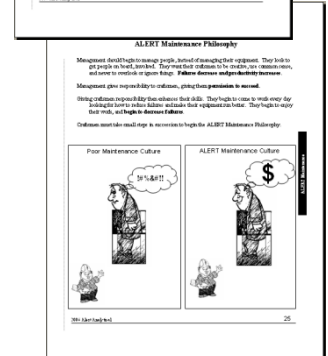 ALERT Maintenance Philosophy
Management should begin to manage people, instead of managing their equipment. They look to
get people on board, involved. They want their craftsmen to be creative, use common sense,
and never to overlook or ignore things. Failures decrease and productivity increases.
Management gives responsibility to craftsmen, giving them permission to succeed.
Giving craftsmen responsibility then enhances their skills. They begin to come to work every day
looking for how to reduce failures and make their equipment run better. They begin to enjoy
their work, and begin to decrease failures.
Craftsmen must take small steps in succession to begin the ALERT Maintenance Philosophy.
Poor Maintenance Culture
ALERT Maintenance Culture
!#%&#!!
$
ALERT Maintenance
25